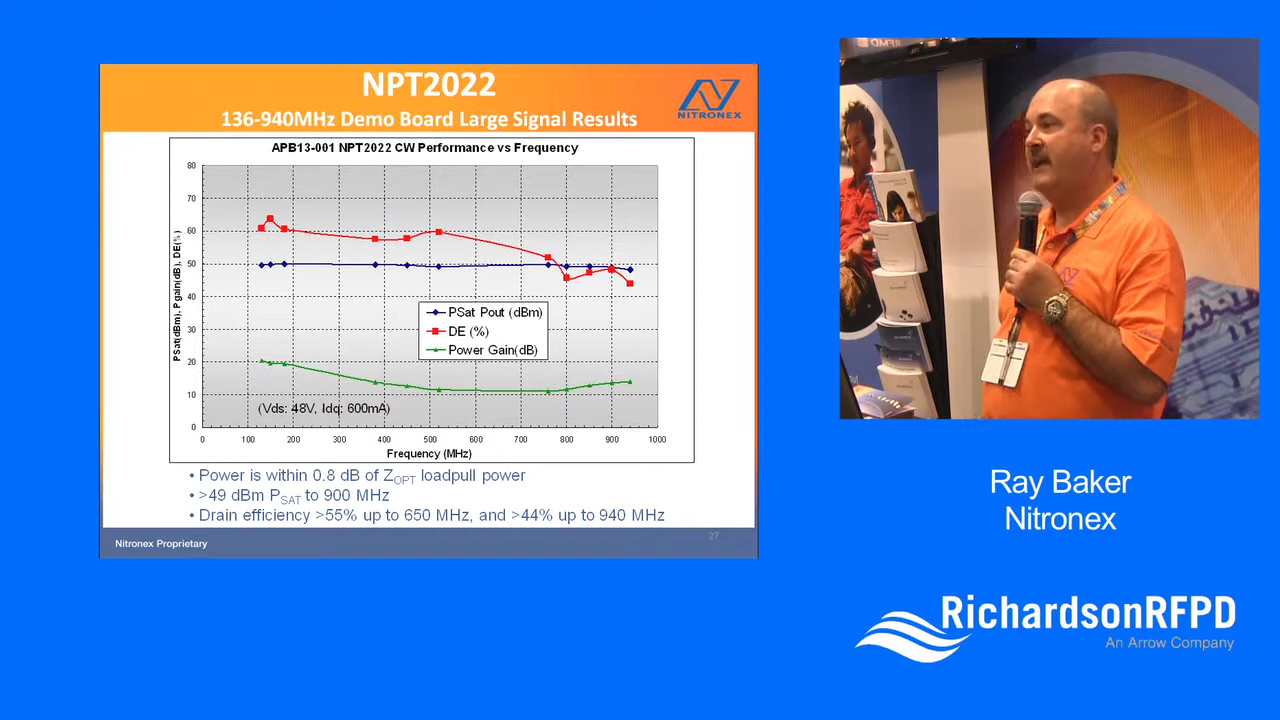 NPT2022
136-940MHz Demo Board Large Signal Results
NITRONEX
APB13-001 NPT2022 CW Performance vs Frequency
PSat(dBm), Pgain(dB), DE(%)
80
70
60
50
40
30
20
10
0
PSat Pout (dBm)
DE (%)
Power Gain(dB)
(Vds: 48V, Idq: 600mA)
0 100 200 300 400 500 600 700 800 900 1000
Frequency (MHz)
• Power is within 0.8 dB of ZOPT loadpull power
• >49 dBm PSAT to 900 MHz
• Drain efficiency >55% up to 650 MHz, and >44% up to 940 MHz
Nitronex Proprietary
27
RFMD
Ray Baker
Nitronex
RichardsonRFPD
An Arrow Company